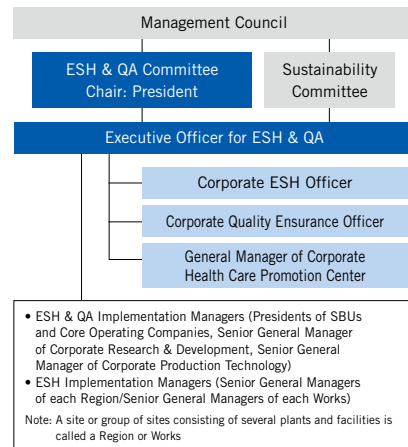 Management Council
ESH & QA Committee
Chair: President
Sustainability
Committee
Executive Officer for ESH & QA
Corporate ESH Officer
Corporate Quality Ensurance Officer
General Manager of Corporate
Health Care Promotion Center
• ESH & QA Implementation Managers (Presidents of SBUs
and Core Operating Companies, Senior General Manager
of Corporate Research & Development, Senior General
Manager of Corporate Production Technology)
• ESH Implementation Managers (Senior General Managers
of each Region/Senior General Managers of each Works)
Note: A site or group of sites consisting of several plants and facilities is
called a Region or Works